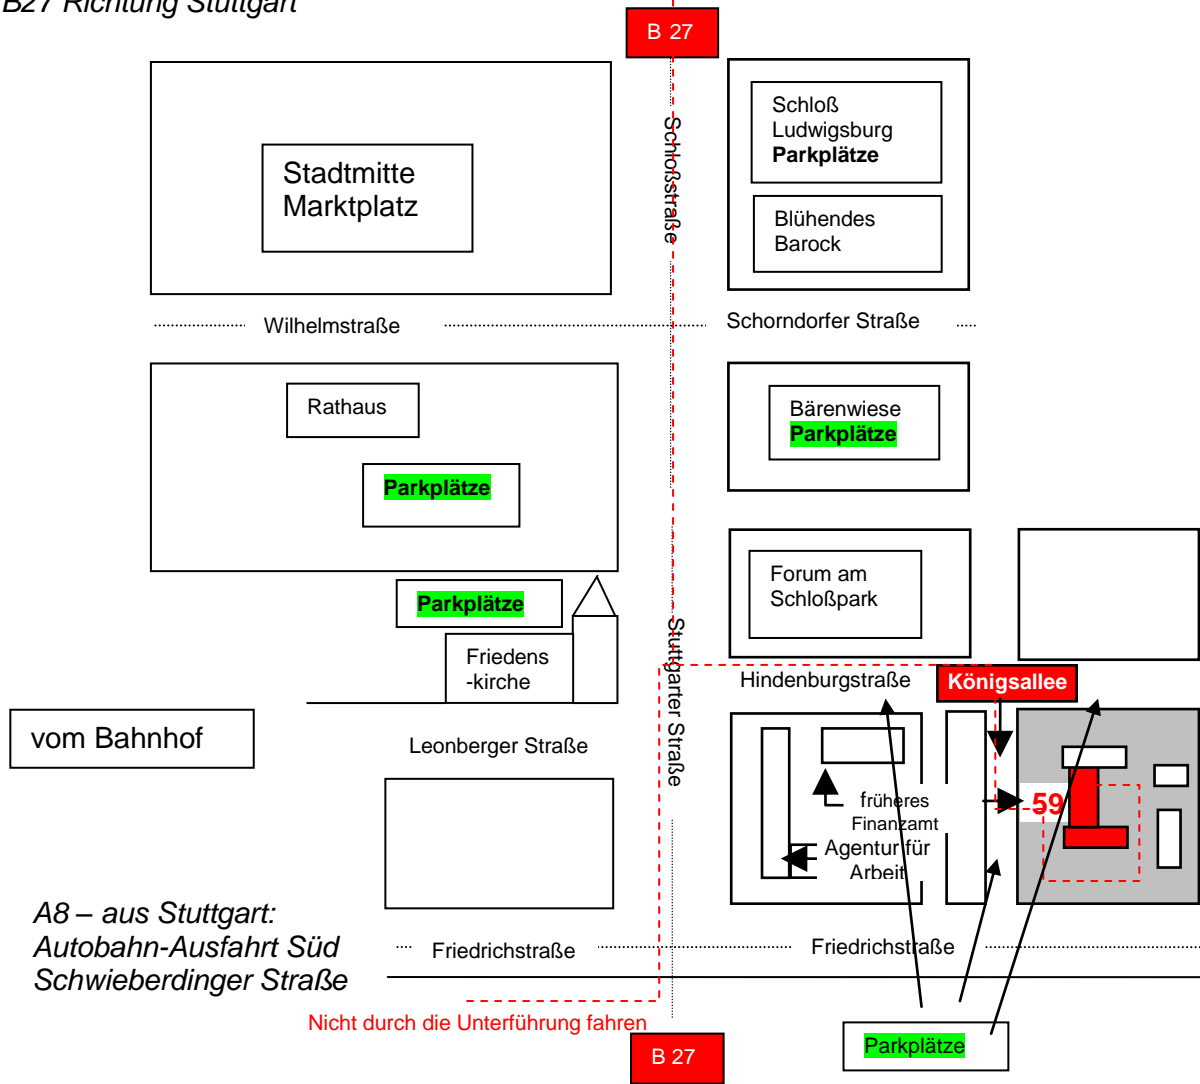 B27 Richtung Stuttgart
B 27
Schloßstraße
Schloß
Ludwigsburg
Parkplätze
Stadtmitte
Marktplatz
Blühendes
Barock
Wilhelmstraße
Schorndorfer Straße
Rathaus
Bärenwiese
Parkplätze
Parkplätze
Forum am
Schloßpark
Parkplätze
Friedens
-kirche
Stuttgarter Straße
Hindenburgstraße
Königsallee
vom Bahnhof
Leonberger Straße
59
früheres
Finanzamt
Agentur für
Arbeit
A8 – aus Stuttgart:
Autobahn-Ausfahrt Süd
Schwieberdinger Straße
Friedrichstraße
Friedrichstraße
Nicht durch die Unterführung fahren
B 27
Parkplätze